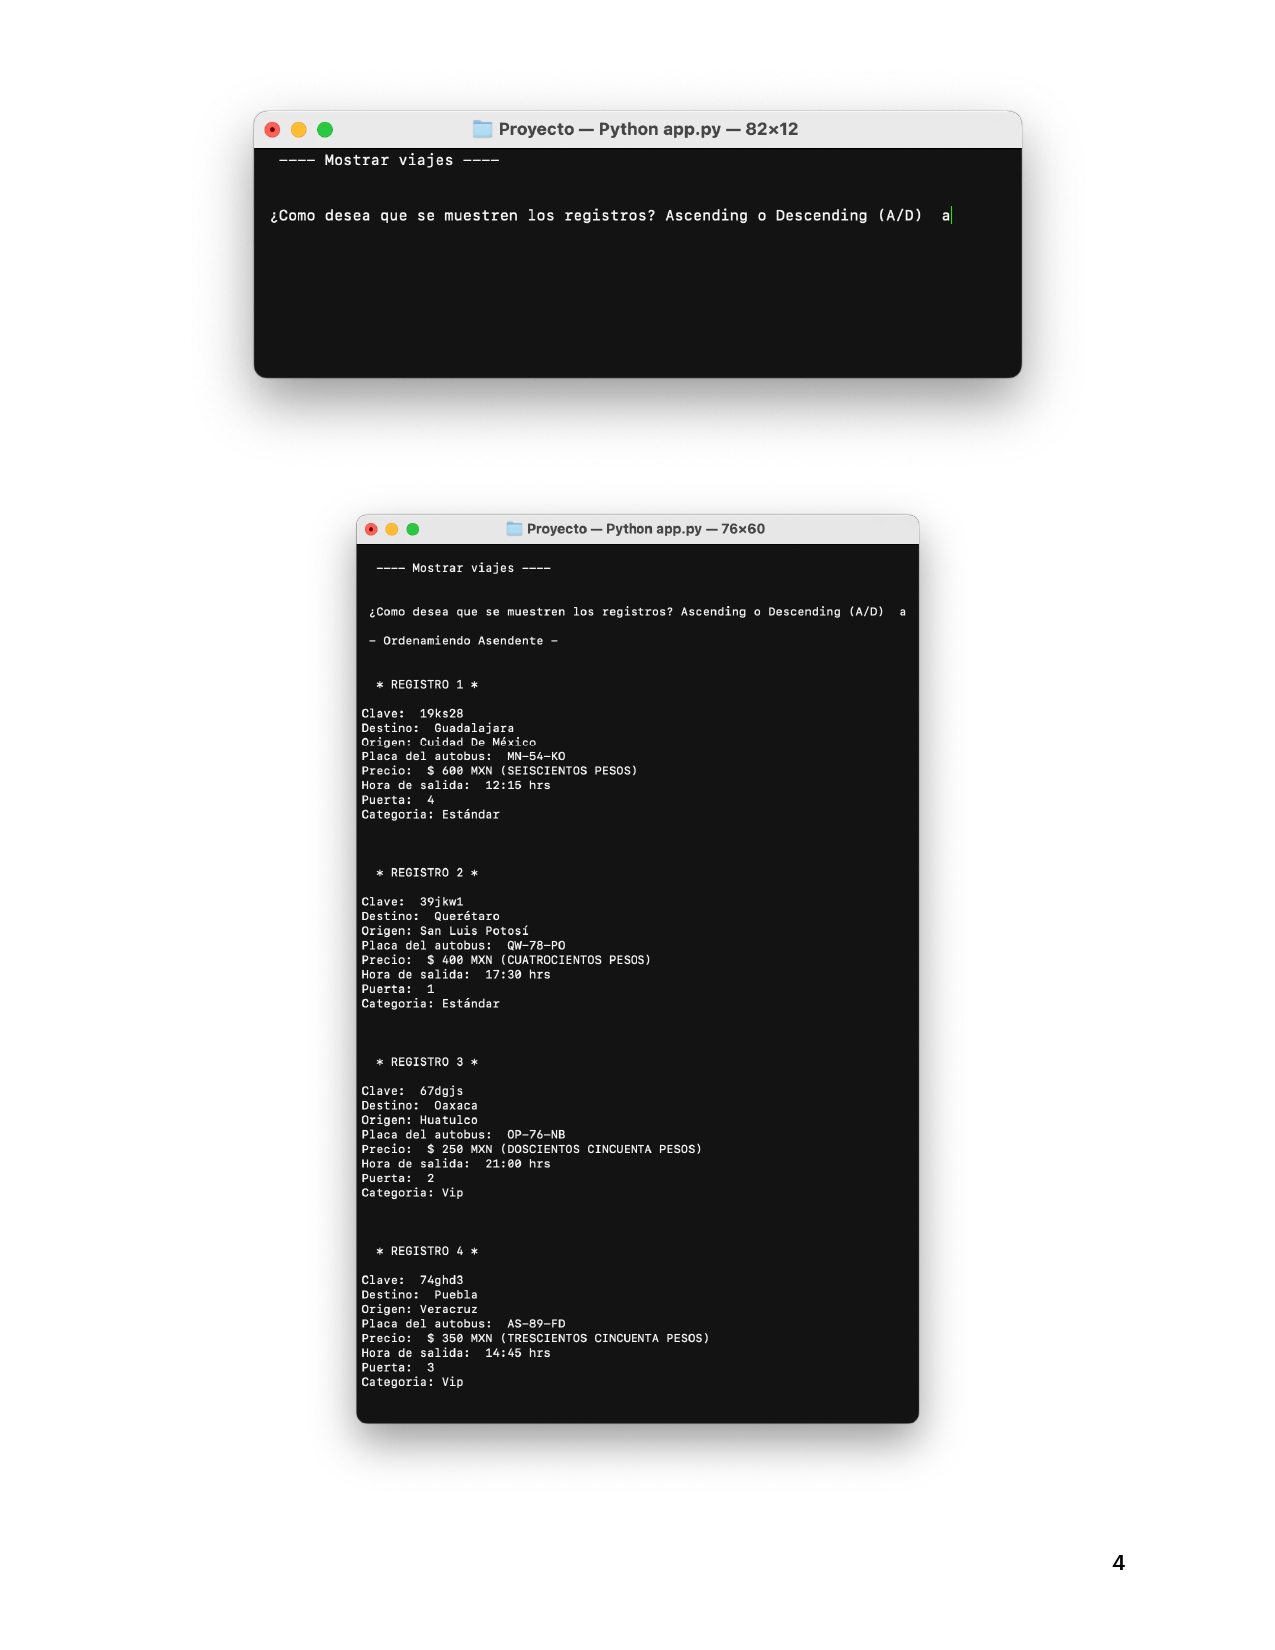 Proyecto — Python app.py — 82×12
---- Mostrar viajes ----
¿Como desea que se muestren los registros? Ascending o Descending (A/D) a
Proyecto — Python app.py — 76×60
---- Mostrar viajes ----
¿Como desea que se muestren los registros? Ascending o Descending (A/D) a
- Ordenamiendo Asendente -
* REGISTRO 1 *
Clave: 19ks28
Destino: Guadalajara
Origen: Cuidad De México
Placa del autobus: MN-54-KO
Precio: $ 600 MXN (SEISCIENTOS PESOS)
Hora de salida: 12:15 hrs
Puerta: 4
Categoria: Estándar
* REGISTRO 2 *
Clave: 39jkw1
Destino: Querétaro
Origen: San Luis Potosí
Placa del autobus: QW-78-PO
Precio: $ 400 MXN (CUATROCIENTOS PESOS)
Hora de salida: 17:30 hrs
Puerta: 1
Categoria: Estándar
* REGISTRO 3 *
Clave: 67dgjs
Destino: Oaxaca
Origen: Huatulco
Placa del autobus: OP-76-NB
Precio: $ 250 MXN (DOSCIENTOS CINCUENTA PESOS)
Hora de salida: 21:00 hrs
Puerta: 2
Categoria: Vip
* REGISTRO 4 *
Clave: 74ghd3
Destino: Puebla
Origen: Veracruz
Placa del autobus: AS-89-FD
Precio: $ 350 MXN (TRESCIENTOS CINCUENTA PESOS)
Hora de salida: 14:45 hrs
Puerta: 3
Categoria: Vip
4